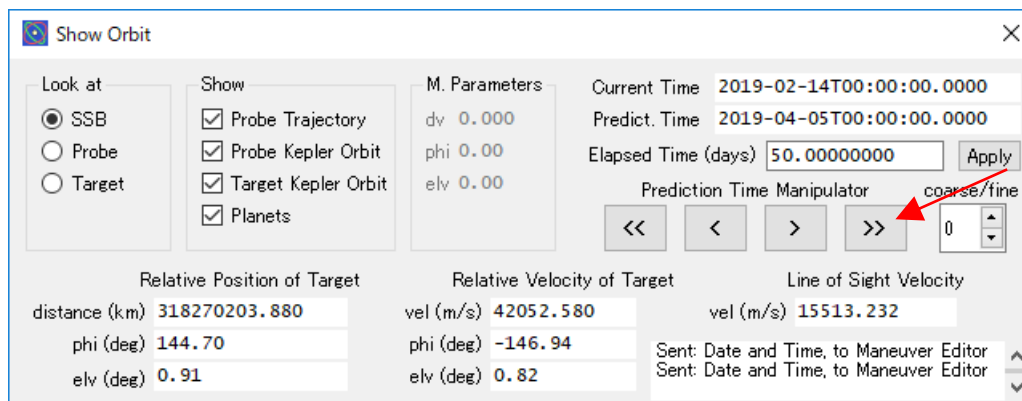 Show Orbit
Look at
SSB
Probe
Target
Show
Probe Trajectory
Probe Kepler Orbit
Target Kepler Orbit
Planets
M. Parameters
dv 0.000
phi 0.00
elv 0.00
Current Time 2019-02-14T00:00:00.0000
Predict. Time 2019-04-05T00:00:00.0000
Elapsed Time (days) 50.00000000 Apply
Prediction Time Manipulator coarse/fine
<< < > >> 0
Relative Position of Target
distance (km) 318270203.880
phi (deg) 144.70
elv (deg) 0.91
Relative Velocity of Target
vel (m/s) 42052.580
phi (deg) -146.94
elv (deg) 0.82
Line of Sight Velocity
vel (m/s) 15513.232
Sent: Date and Time, to Maneuver Editor
Sent: Date and Time, to Maneuver Editor